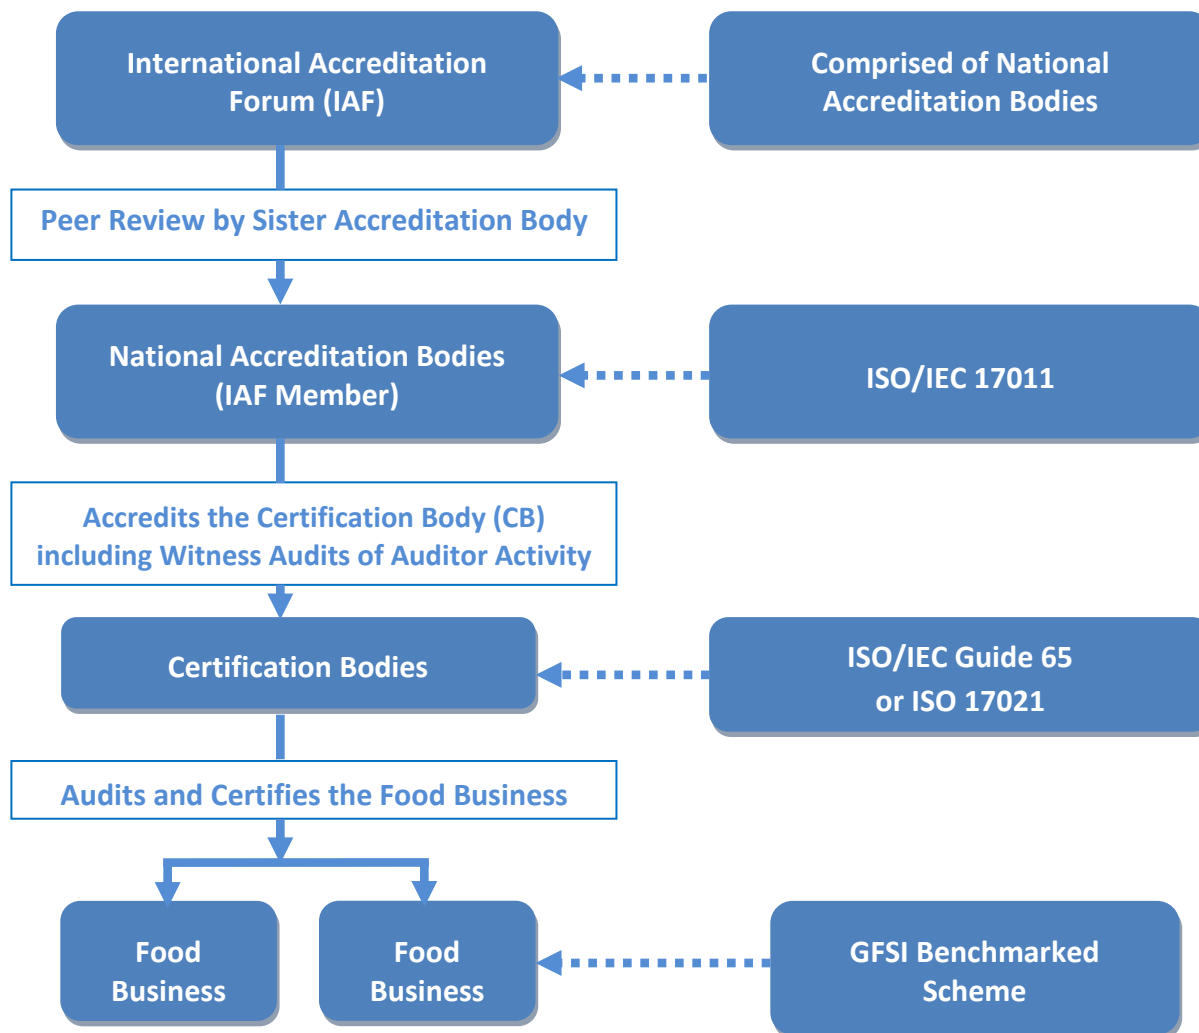 International Accreditation
Forum (IAF)
Comprised of National
Accreditation Bodies
Peer Review by Sister Accreditation Body
National Accreditation Bodies
(IAF Member)
ISO/IEC 17011
Accredits the Certification Body (CB)
including Witness Audits of Auditor Activity
Certification Bodies
ISO/IEC Guide 65
or ISO 17021
Audits and Certifies the Food Business
Food
Business
Food
Business
GFSI Benchmarked
Scheme